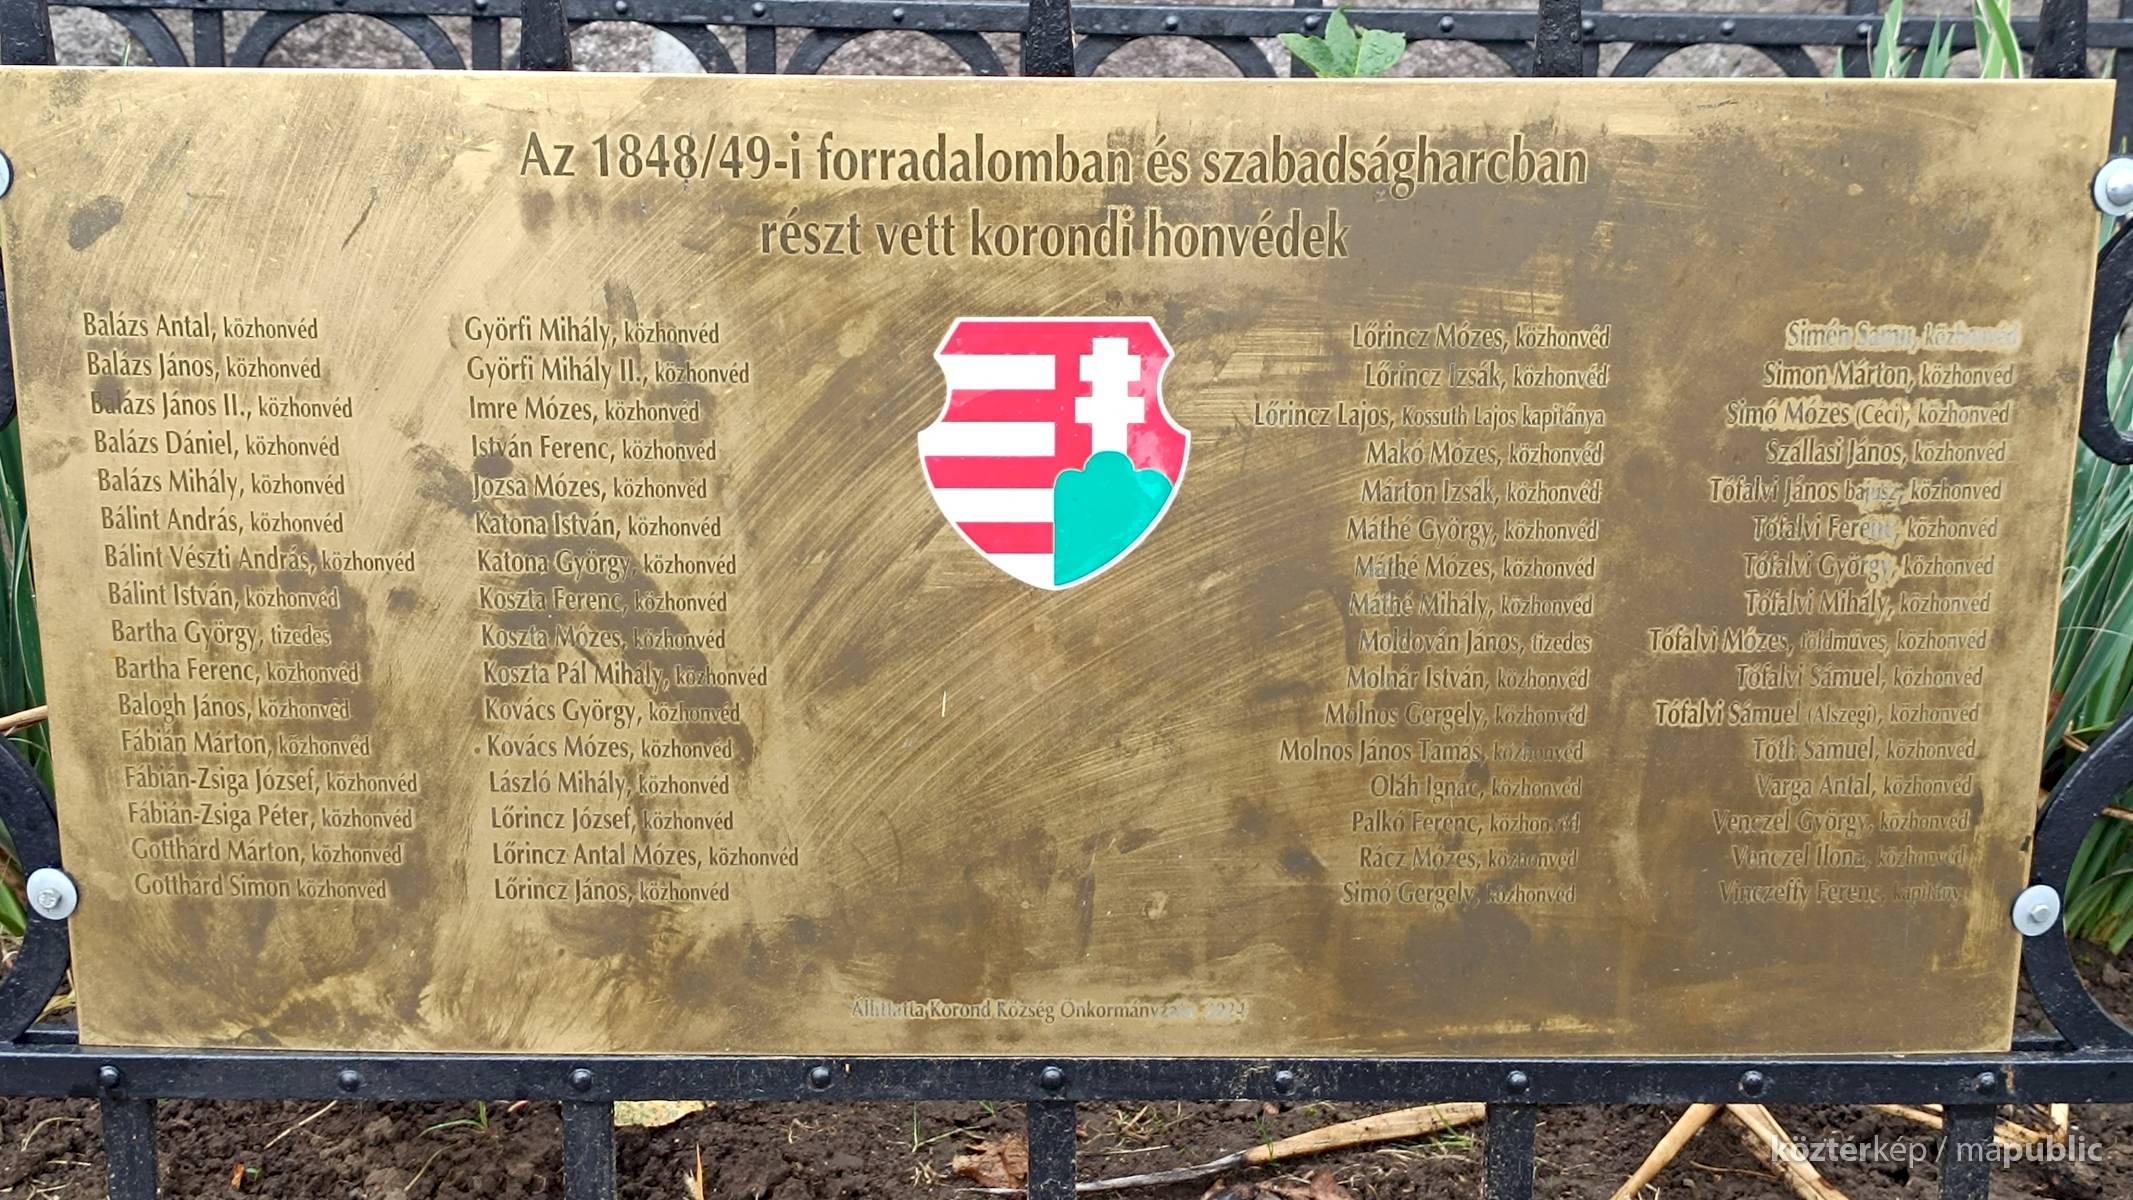 Az 1848/49-i forradalomban és szabadságharcban
részt vett korondi honvédek
Balázs Antal, közhonvéd
Balázs János, közhonvéd
Balázs János II., közhonvéd
Balázs Dániel, közhonvéd
Balázs Mihály, közhonvéd
Bálint András, közhonvéd
Bálint Vészti András, közhonvéd
Bálint István, közhonvéd
Bartha György, tizedes
Bartha Ferenc, közhonvéd
Balogh János, közhonvéd
Fábián Márton, közhonvéd
Fábián-Zsiga József, közhonvéd
Fábián-Zsiga Péter, közhonvéd
Gotthárd Márton, közhonvéd
Gotthárd Simon közhonvéd
Györfi Mihály, közhonvéd
Györfi Mihály II., közhonvéd
Imre Mózes, közhonvéd
István Ferenc, közhonvéd
Józsa Mózes, közhonvéd
Katona István, közhonvéd
Katona György, közhonvéd
Koszta Ferenc, közhonvéd
Koszta Mózes, közhonvéd
Koszta Pál Mihály, közhonvéd
Kovács György, közhonvéd
Kovács Mózes, közhonvéd
László Mihály, közhonvéd
Lőrincz József, közhonvéd
Lőrincz Antal Mózes, közhonvéd
Lőrincz János, közhonvéd
Lőrincz Mózes, közhonvéd
Lőrincz Izsák, közhonvéd
Lőrincz Lajos, Kossuth Lajos kapitánya
Makó Mózes, közhonvéd
Márton Izsák, közhonvéd
Máthé György, közhonvéd
Máthé Mózes, közhonvéd
Máthé Mihály, közhonvéd
Moldován János, tizedes
Molnár István, közhonvéd
Molnos Gergely, közhonvéd
Molnos János Tamás, közhonvéd
Oláh Ignác, közhonvéd
Palkó Ferenc, közhonvéd
Rácz Mózes, közhonvéd
Simó Gergely, közhonvéd
Simén Samu, közhonvéd
Simon Márton, közhonvéd
Simó Mózes (Céci), közhonvéd
Szállasi János, közhonvéd
Tófalvi János bajusz, közhonvéd
Tófalvi Ferenc, közhonvéd
Tófalvi György, közhonvéd
Tófalvi Mihály, közhonvéd
Tófalvi Mózes, földműves, közhonvéd
Tófalvi Sámuel, közhonvéd
Tófalvi Sámuel (Alszegi), közhonvéd
Tóth Sámuel, közhonvéd
Varga Antal, közhonvéd
Venczel György, közhonvéd
Venczel Ilona, közhonvéd
Vinczeffy Ferenc, kapitány
Állíttatta Korond Község Önkormányzata, 2024
köztérkép / mapublic